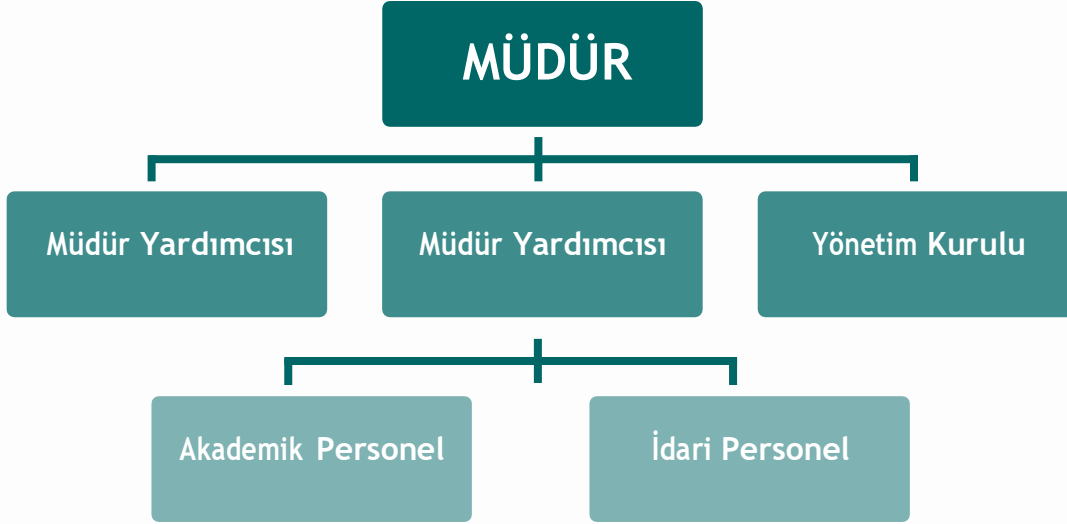 MÜDÜR
Müdür Yardımcısı
Müdür Yardımcısı
Yönetim Kurulu
Akademik Personel
İdari Personel